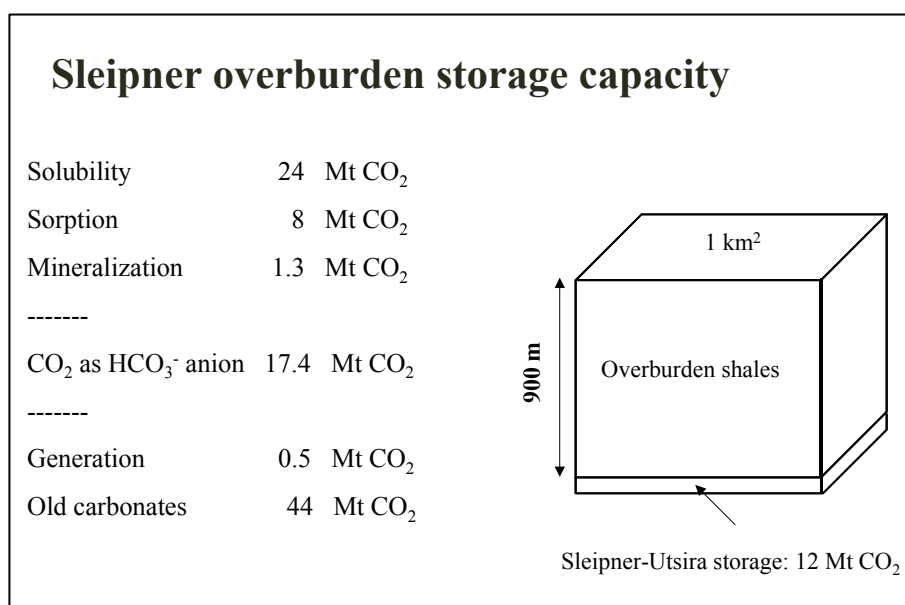 Sleipner overburden storage capacity
Solubility 24 Mt CO₂
Sorption 8 Mt CO₂
Mineralization 1.3 Mt CO₂
-------
CO₂ as HCO₃⁻ anion 17.4 Mt CO₂
-------
Generation 0.5 Mt CO₂
Old carbonates 44 Mt CO₂
1 km²
900 m
Overburden shales
Sleipner-Utsira storage: 12 Mt CO₂